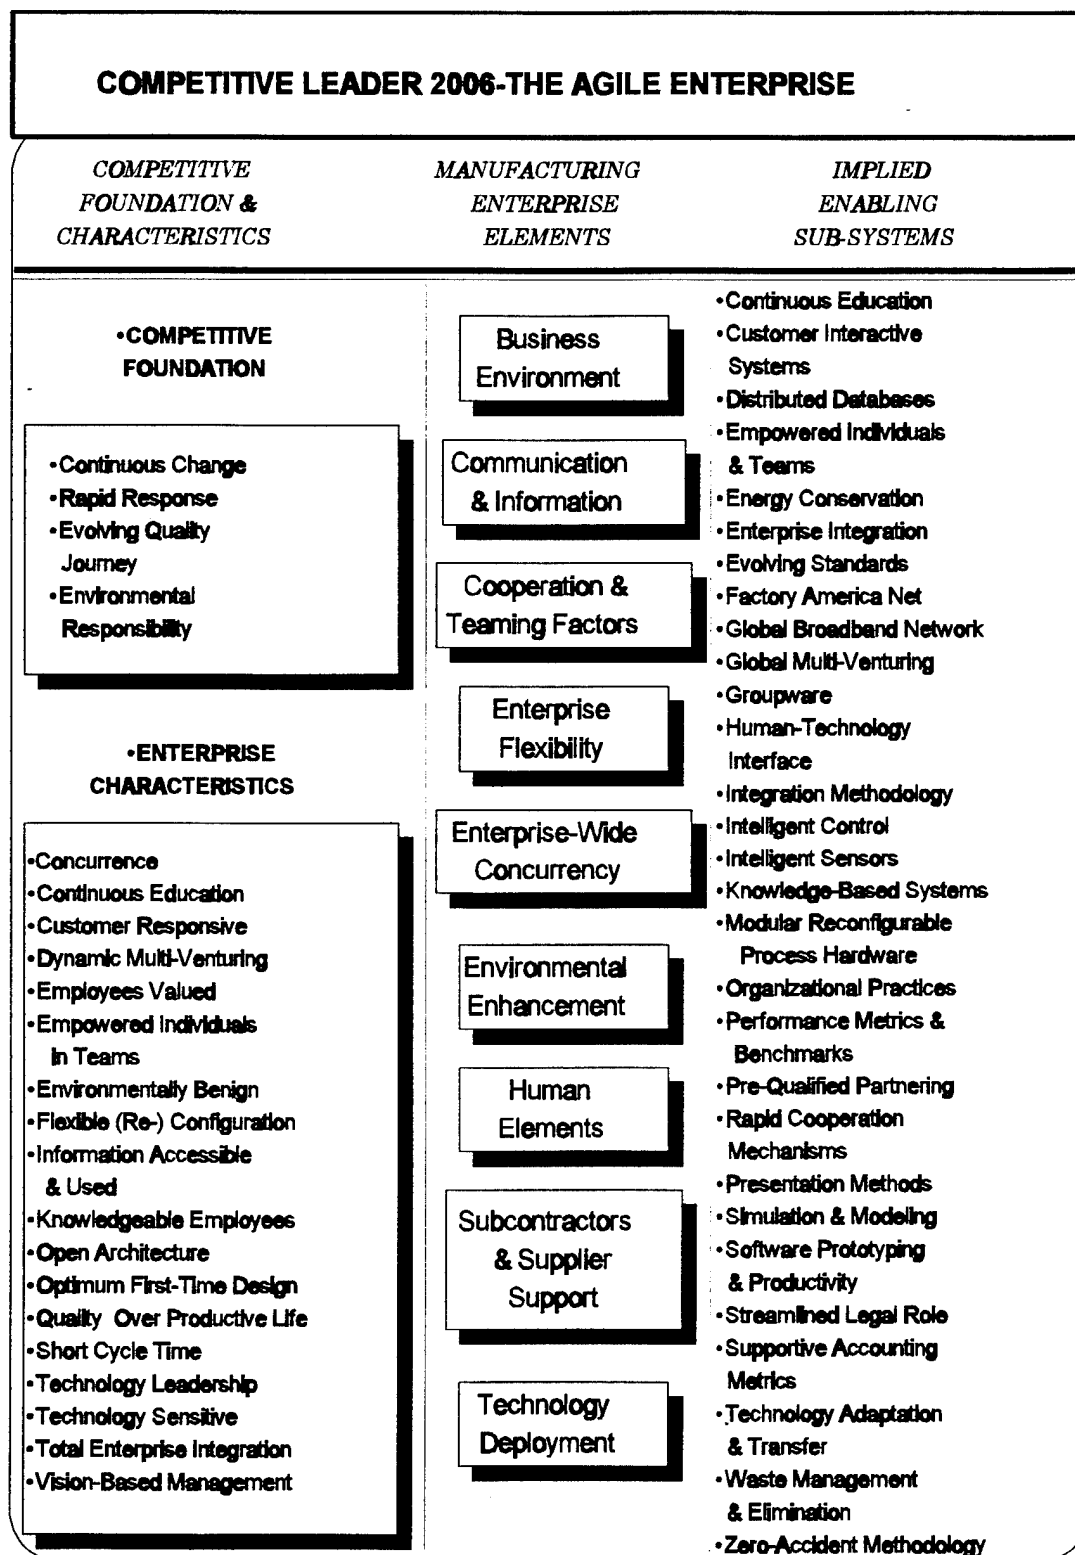 COMPETITIVE LEADER 2006-THE AGILE ENTERPRISE
COMPETITIVE
FOUNDATION &
CHARACTERISTICS
MANUFACTURING
ENTERPRISE
ELEMENTS
IMPLIED
ENABLING
SUB-SYSTEMS
•COMPETITIVE
FOUNDATION
•Continuous Change
•Rapid Response
•Evolving Quality
Journey
•Environmental
Responsibility
•ENTERPRISE
CHARACTERISTICS
•Concurrence
•Continuous Education
•Customer Responsive
•Dynamic Multi-Venturing
•Employees Valued
•Empowered Individuals
in Teams
•Environmentally Benign
•Flexible (Re-) Configuration
•Information Accessible
& Used
•Knowledgeable Employees
•Open Architecture
•Optimum First-Time Design
•Quality Over Productive Life
•Short Cycle Time
•Technology Leadership
•Technology Sensitive
•Total Enterprise Integration
•Vision-Based Management
Business
Environment
Communication
& Information
Cooperation &
Teaming Factors
Enterprise
Flexibility
Enterprise-Wide
Concurrency
Environmental
Enhancement
Human
Elements
Subcontractors
& Supplier
Support
Technology
Deployment
•Continuous Education
•Customer Interactive
Systems
•Distributed Databases
•Empowered Individuals
& Teams
•Energy Conservation
•Enterprise Integration
•Evolving Standards
•Factory America Net
•Global Broadband Network
•Global Multi-Venturing
•Groupware
•Human-Technology
Interface
•Integration Methodology
•Intelligent Control
•Intelligent Sensors
•Knowledge-Based Systems
•Modular Reconfigurable
Process Hardware
•Organizational Practices
•Performance Metrics &
Benchmarks
•Pre-Qualified Partnering
•Rapid Cooperation
Mechanisms
•Presentation Methods
•Simulation & Modeling
•Software Prototyping
& Productivity
•Streamlined Legal Role
•Supportive Accounting
Metrics
•Technology Adaptation
& Transfer
•Waste Management
& Elimination
•Zero-Accident Methodology